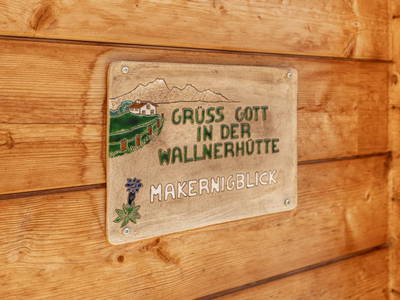 GRÜSS GOTT
IN DER
WALLNERHÜTTE
MAKERNIGBLICK